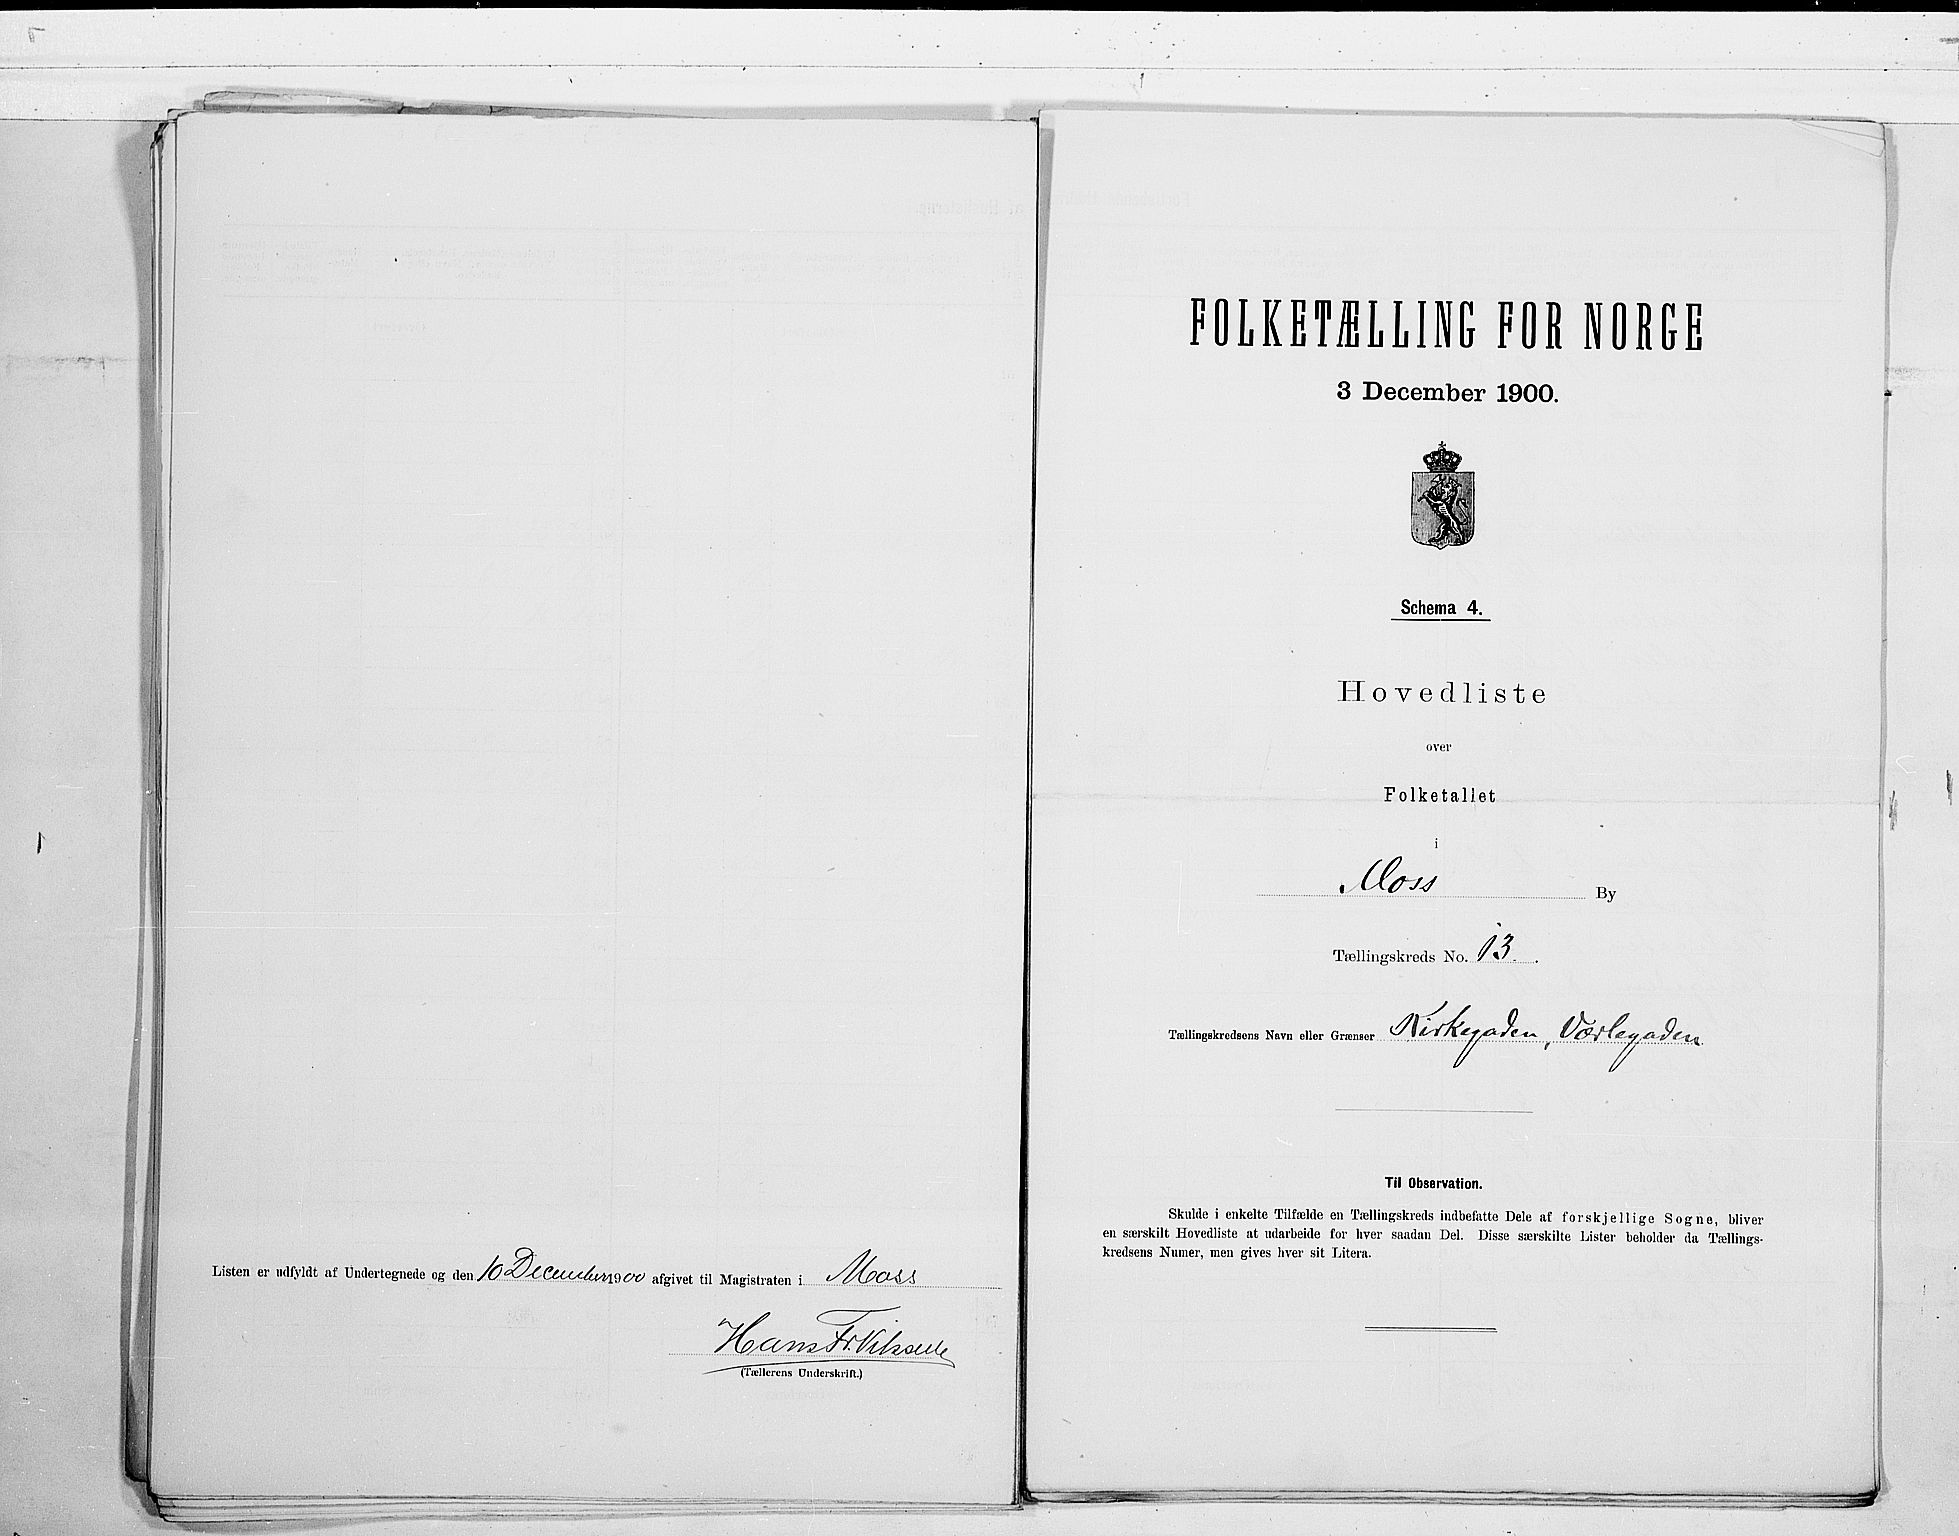 Listen er udfyldt af Undertegnede og den 10 December 1900 afgivet til Magistraten i Moss
Hans Fr.
(Tællerens Underskrift.)
FOLKETÆLLING FOR NORGE
3 December 1900.
Schema 4.
Hovedliste
over
Folketallet
i
Moss By
Tællingskreds No. 13.
Tællingskredsens Navn eller Grænser Kirkegaden, Værlegaden
Til Observation.
Skulde i enkelte Tilfælde en Tællingskreds indbefatte Dele af forskjellige Sogne, bliver
en særskilt Hovedliste at udarbeide for hver saadan Del. Disse særskilte Lister beholder da Tællings-
kredsens Numer, men gives hver sit Litera.